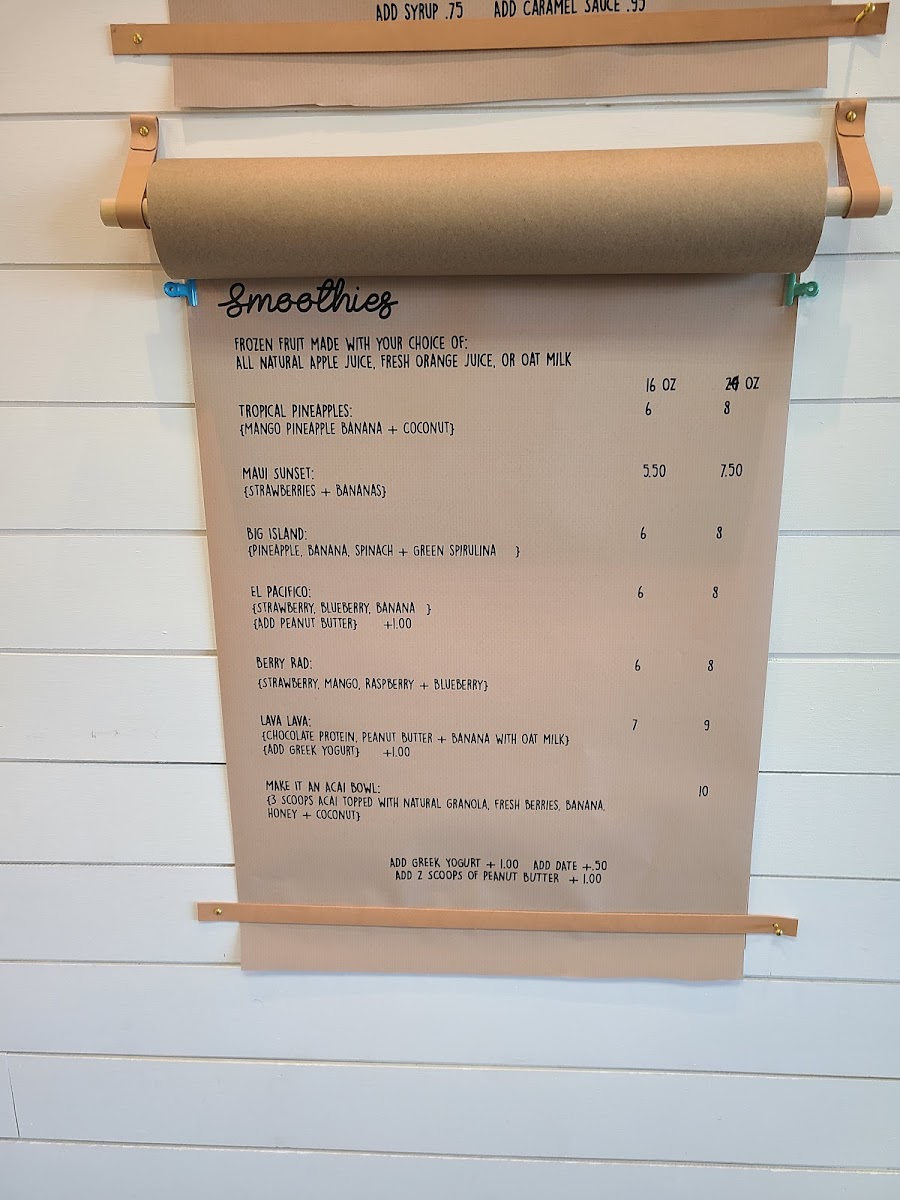 ADD SYRUP .75 ADD CARAMEL SAUCE .95
Smoothies
FROZEN FRUIT MADE WITH YOUR CHOICE OF:
ALL NATURAL APPLE JUICE, FRESH ORANGE JUICE, OR OAT MILK
16 OZ OZ
TROPICAL PINEAPPLES: 6 8
{MANGO PINEAPPLE BANANA + COCONUT}
MAUI SUNSET: 5.50 7.50
{STRAWBERRIES + BANANAS}
BIG ISLAND: 6 8
{PINEAPPLE, BANANA, SPINACH + GREEN SPIRULINA }
EL PACIFICO: 6 8
{STRAWBERRY, BLUEBERRY, BANANA }
{ADD PEANUT BUTTER} +1.00
BERRY RAD: 6 8
{STRAWBERRY, MANGO, RASPBERRY + BLUEBERRY}
LAVA LAVA: 7 9
{CHOCOLATE PROTEIN, PEANUT BUTTER + BANANA WITH OAT MILK}
{ADD GREEK YOGURT} +1.00
MAKE IT AN ACAI BOWL: 10
{3 SCOOPS ACAI TOPPED WITH NATURAL GRANOLA, FRESH BERRIES, BANANA,
HONEY + COCONUT}
ADD GREEK YOGURT + 1.00 ADD DATE +.50
ADD 2 SCOOPS OF PEANUT BUTTER + 1.00